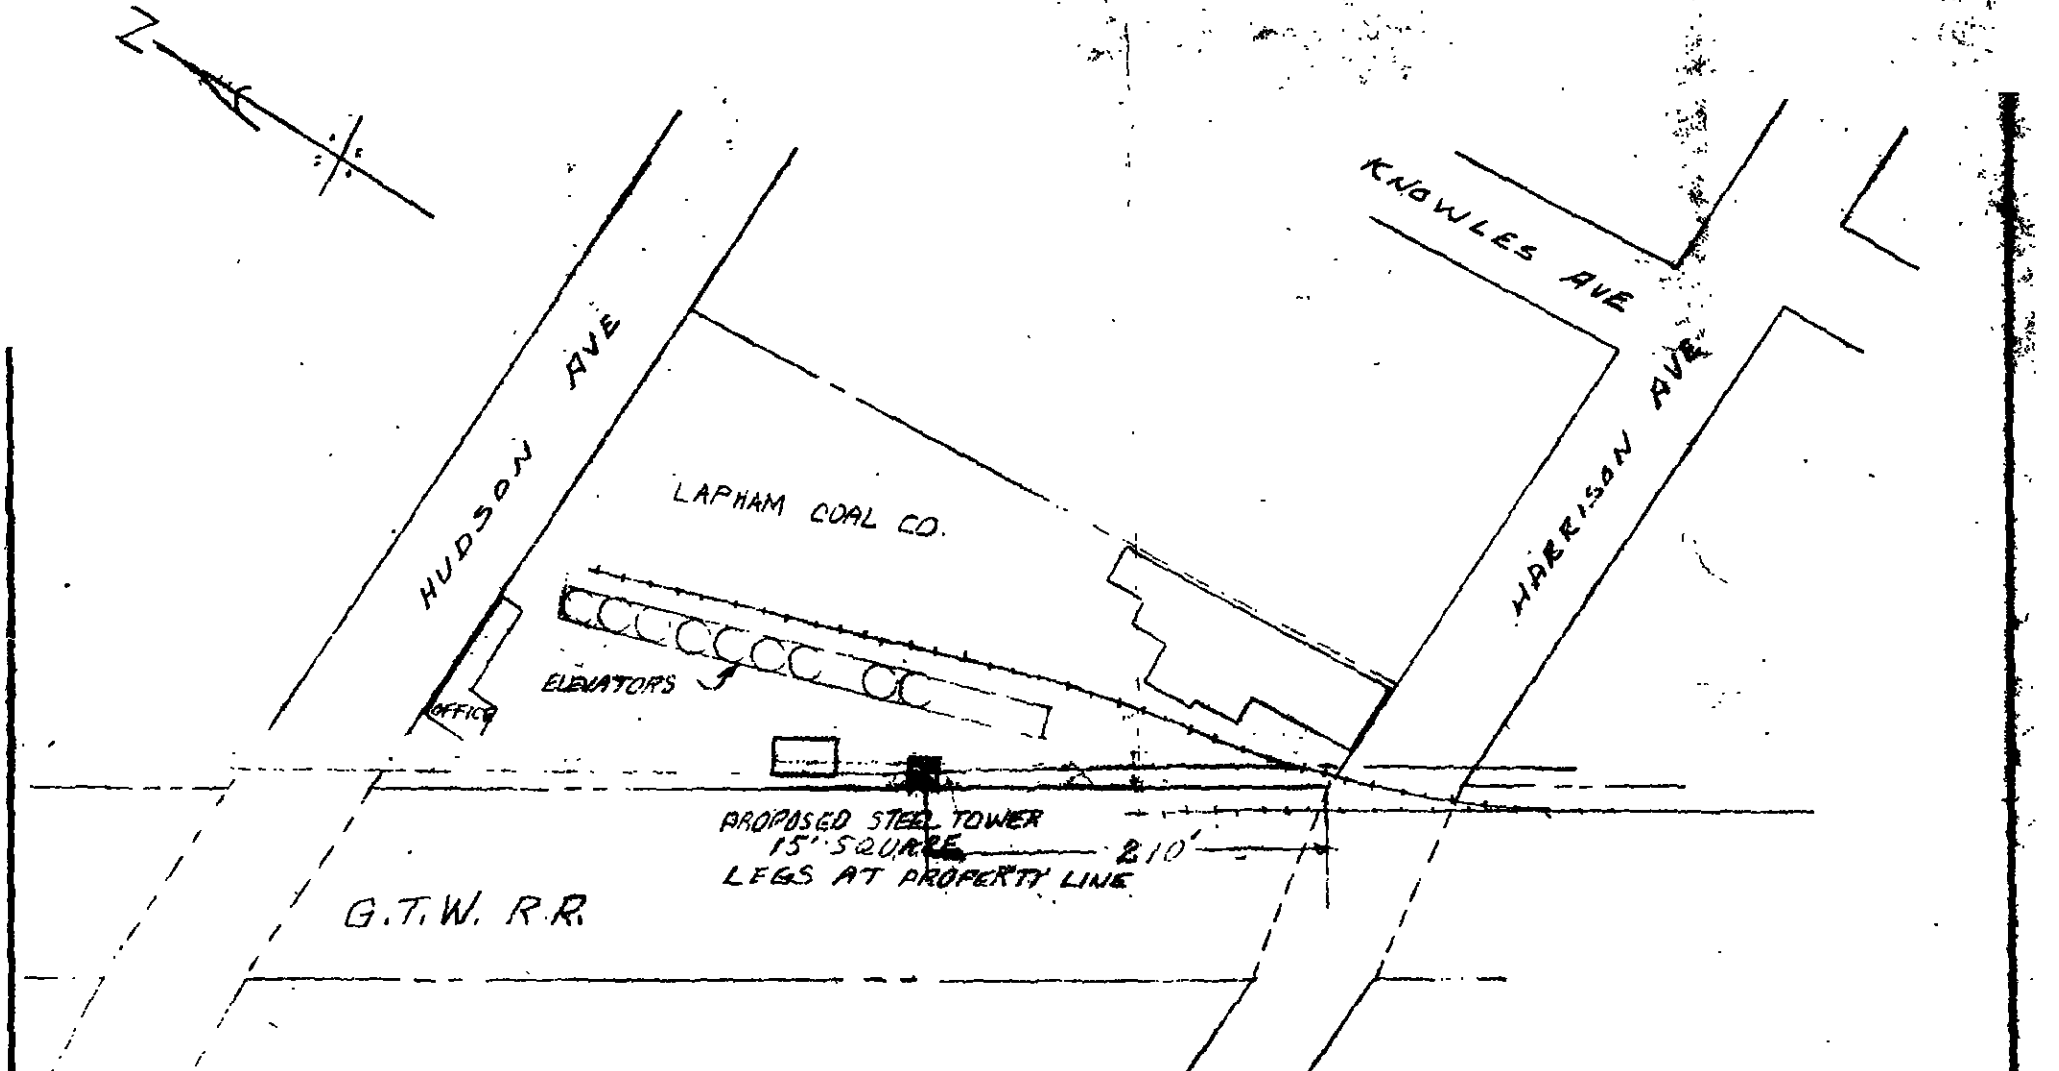 N
KNOWLES AVE
HUDSON AVE
HARRISON AVE
LAPHAM COAL CO.
ELEVATORS
OFFICE
PROPOSED STEEL TOWER
15' SQUARE
210'
LEGS AT PROPERTY LINE
G.T.W. R.R.